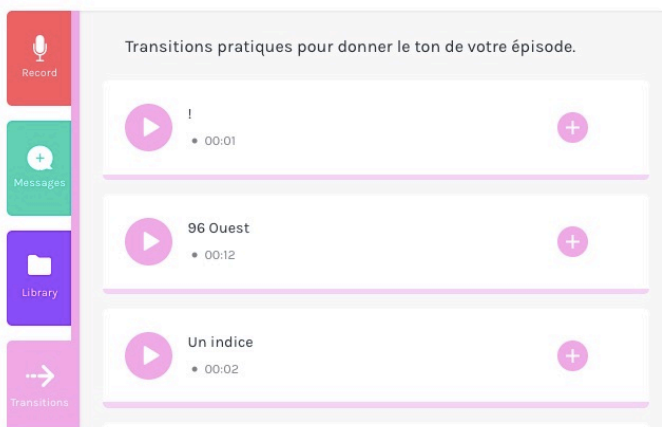 Record
Messages
Library
Transitions
Transitions pratiques pour donner le ton de votre épisode.
!
00:01
96 Ouest
00:12
Un indice
00:02